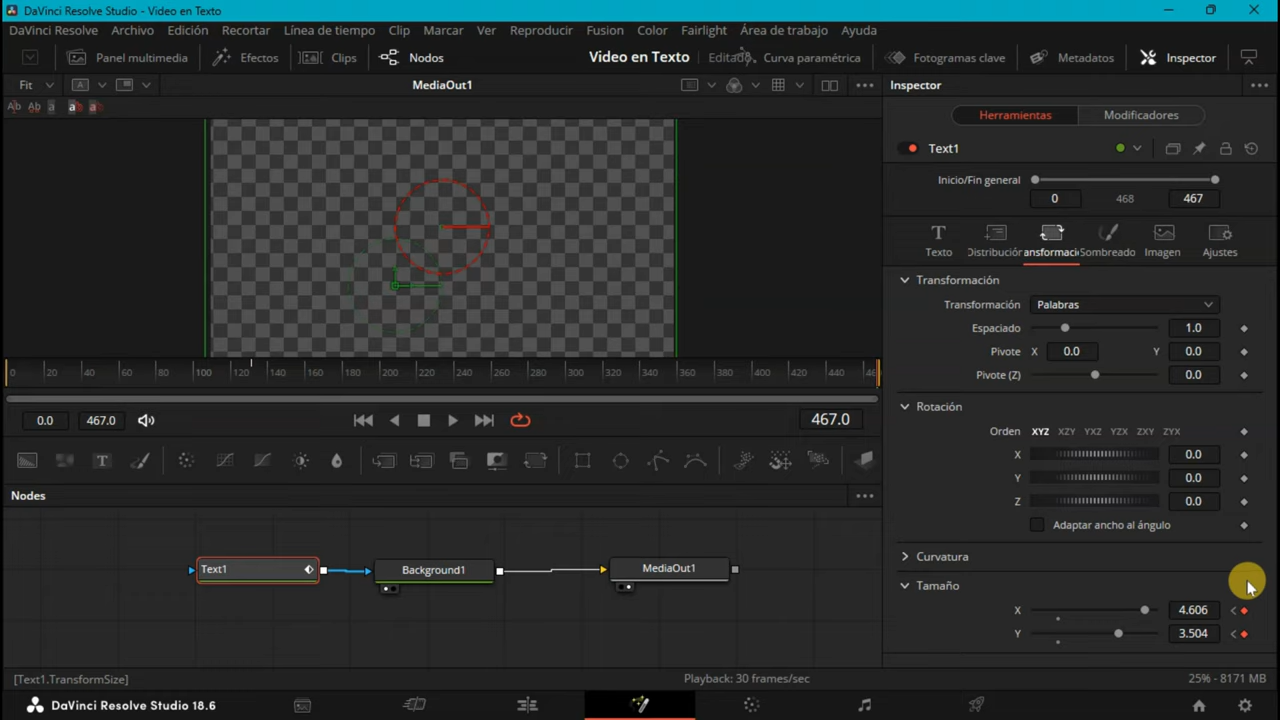 DaVinci Resolve Studio - Video en Texto
DaVinci Resolve Archivo Edición Recortar Línea de tiempo Clip Marcar Ver Reproducir Fusion Color Fairlight Área de trabajo Ayuda
Panel multimedia Efectos Clips Nodos Video en Texto Editado Curva paramétrica Fotogramas clave Metadatos Inspector
Fit MediaOut1 Inspector
Herramientas Modificadores
Text1
Inicio/Fin general
0 468 467
Texto Distribución ansformaci Sombreado Imagen Ajustes
Transformación
Transformación Palabras
Espaciado 1.0
Pivote X 0.0 Y 0.0
Pivote (Z) 0.0
0 20 40 60 80 100 120 140 160 180 200 220 240 260 280 300 320 340 360 380 400 420 440 46
0.0 467.0 467.0
Rotación
Orden XYZ XZY YXZ YZX ZXY ZYX
X 0.0
Y 0.0
Z 0.0
Adaptar ancho al ángulo
Nodes
Text1 Background1 MediaOut1
Curvatura
Tamaño
X 4.606
Y 3.504
[Text1.TransformSize] Playback: 30 frames/sec 25% - 8171 MB
DaVinci Resolve Studio 18.6